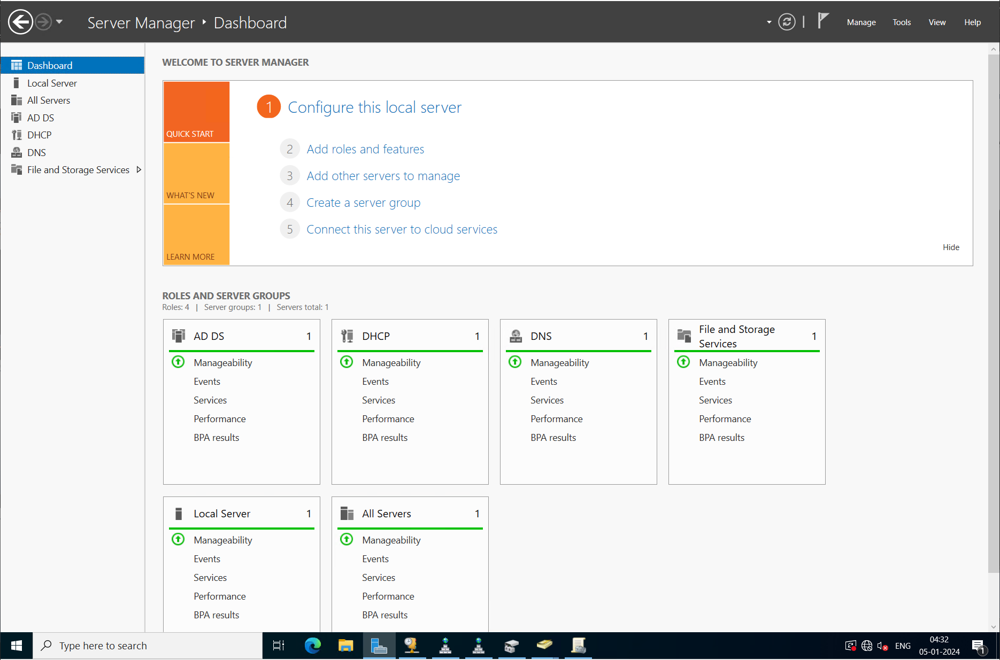 Server Manager ‣ Dashboard
Manage Tools View Help
Dashboard
Local Server
All Servers
AD DS
DHCP
DNS
File and Storage Services
WELCOME TO SERVER MANAGER
QUICK START
WHAT'S NEW
LEARN MORE
1 Configure this local server
2 Add roles and features
3 Add other servers to manage
4 Create a server group
5 Connect this server to cloud services
Hide
ROLES AND SERVER GROUPS
Roles: 4 | Server groups: 1 | Servers total: 1
AD DS 1
Manageability
Events
Services
Performance
BPA results
DHCP 1
Manageability
Events
Services
Performance
BPA results
DNS 1
Manageability
Events
Services
Performance
BPA results
File and Storage
Services 1
Manageability
Events
Services
Performance
BPA results
Local Server 1
Manageability
Events
Services
Performance
BPA results
All Servers 1
Manageability
Events
Services
Performance
BPA results
Type here to search
ENG
04:32
05-01-2024
1